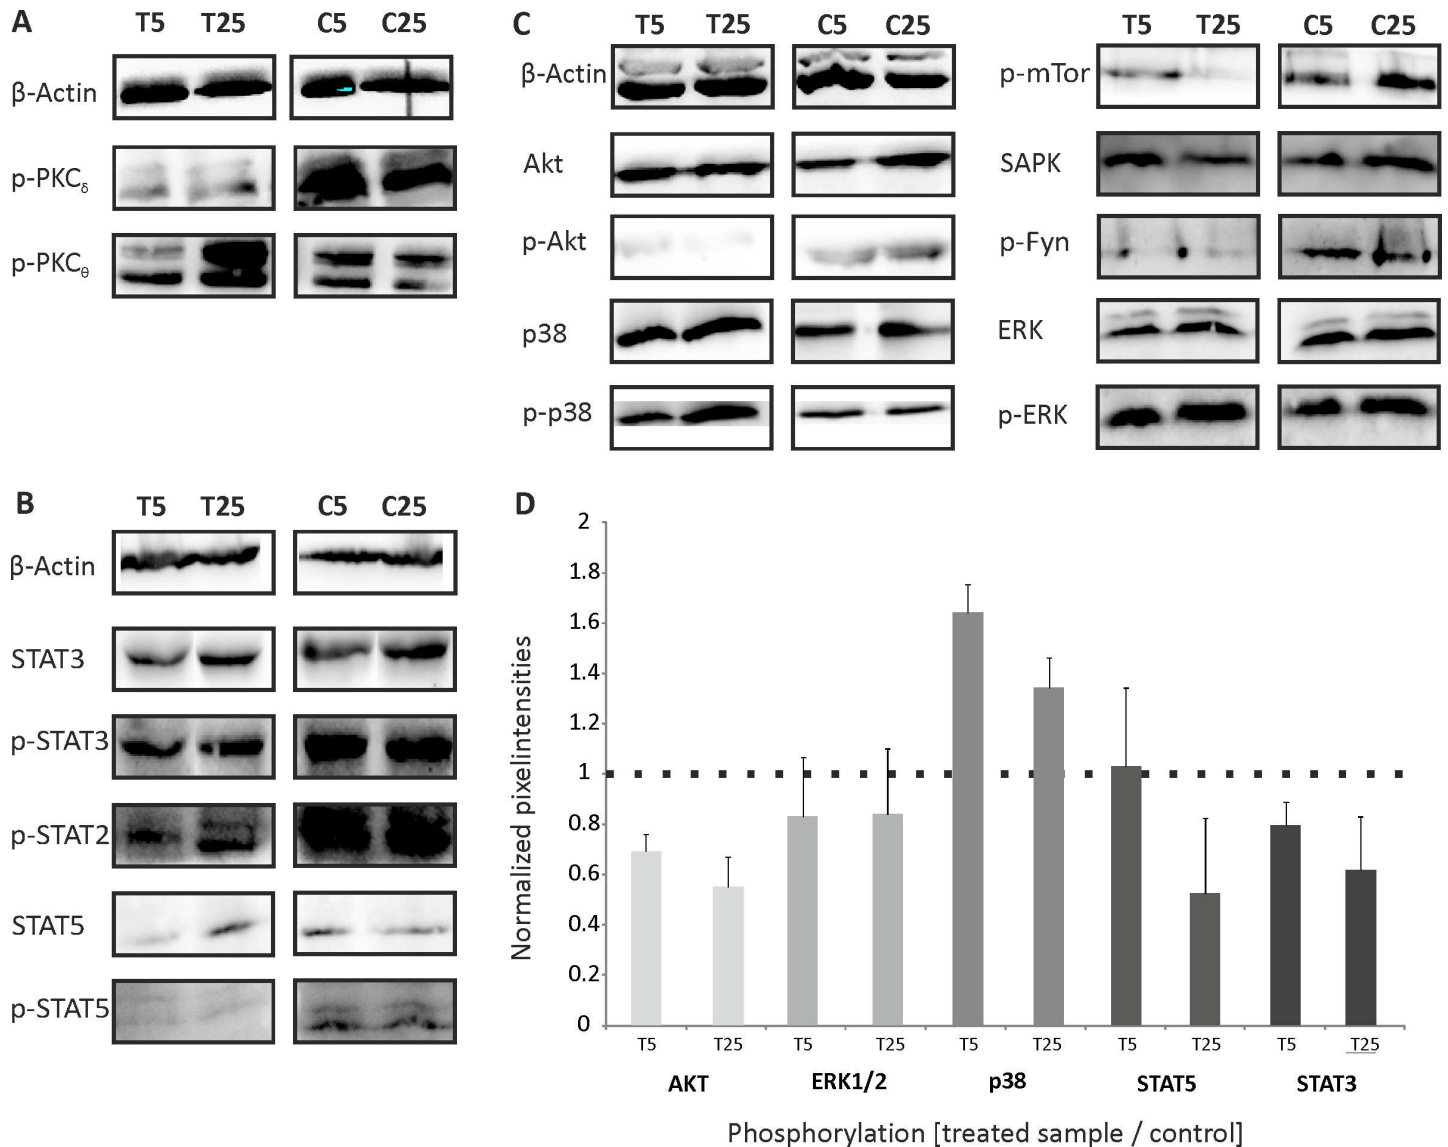 A T5 T25 C5 C25
β-Actin
p-PKCδ
p-PKCθ
B T5 T25 C5 C25
β-Actin
STAT3
p-STAT3
p-STAT2
STAT5
p-STAT5
C T5 T25 C5 C25 T5 T25 C5 C25
β-Actin p-mTor
Akt SAPK
p-Akt p-Fyn
p38 ERK
p-p38 p-ERK
D
Normalized pixelintensities
2
1.8
1.6
1.4
1.2
1
0.8
0.6
0.4
0.2
0
T5 T25 T5 T25 T5 T25 T5 T25 T5 T25
AKT ERK1/2 p38 STAT5 STAT3
Phosphorylation [treated sample / control]